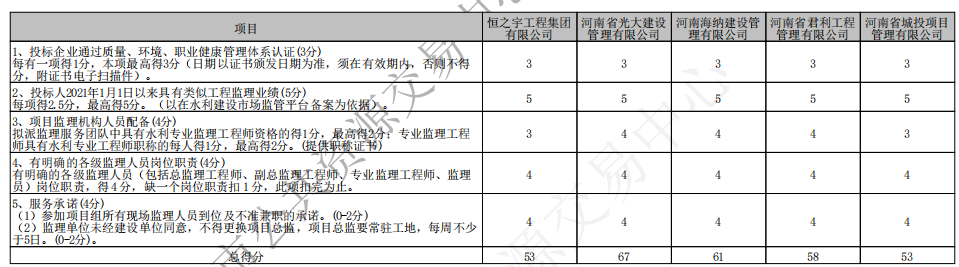 项目 恒之宇工程集团有限公司 河南省光大建设管理有限公司 河南海纳建设管理有限公司 河南省君利工程管理有限公司 河南省城投项目管理有限公司
1、投标企业通过质量、环境、职业健康管理体系认证(3分)
每有一项得1分，本项最高得3分（日期以证书颁发日期为准，须在有效期内，否则不得
分，附证书电子扫描件）。
3 3 3 3 3
2、投标人2021年1月1日以来具有类似工程监理业绩(5分)
每项得2.5分，最高得5分。（以在水利建设市场监管平台备案为依据）。
5 5 5 5 5
3、项目监理机构人员配备(4分)
拟派监理服务团队中具有水利专业监理工程师资格的得1分，最高得2分；专业监理工程
师具有水利专业工程师职称的每人得1分，最高得2分。(提供职称证书)
3 4 4 4 3
4、有明确的各级监理人员岗位职责(4分)
有明确的各级监理人员（包括总监理工程师、副总监理工程师、专业监理工程师、监理
员）岗位职责，得４分，缺一个岗位职责扣１分，此项扣完为止。
4 4 4 4 4
5、服务承诺(4分)
（1）参加项目组所有现场监理人员到位及不准兼职的承诺。(0-2分)
（2）监理单位未经建设单位同意，不得更换项目总监，项目总监要常驻工地，每周不少
于5日。(0-2分)。
4 4 4 4 4
总得分 53 67 61 58 53
市公共资源交易中心
源交易中心